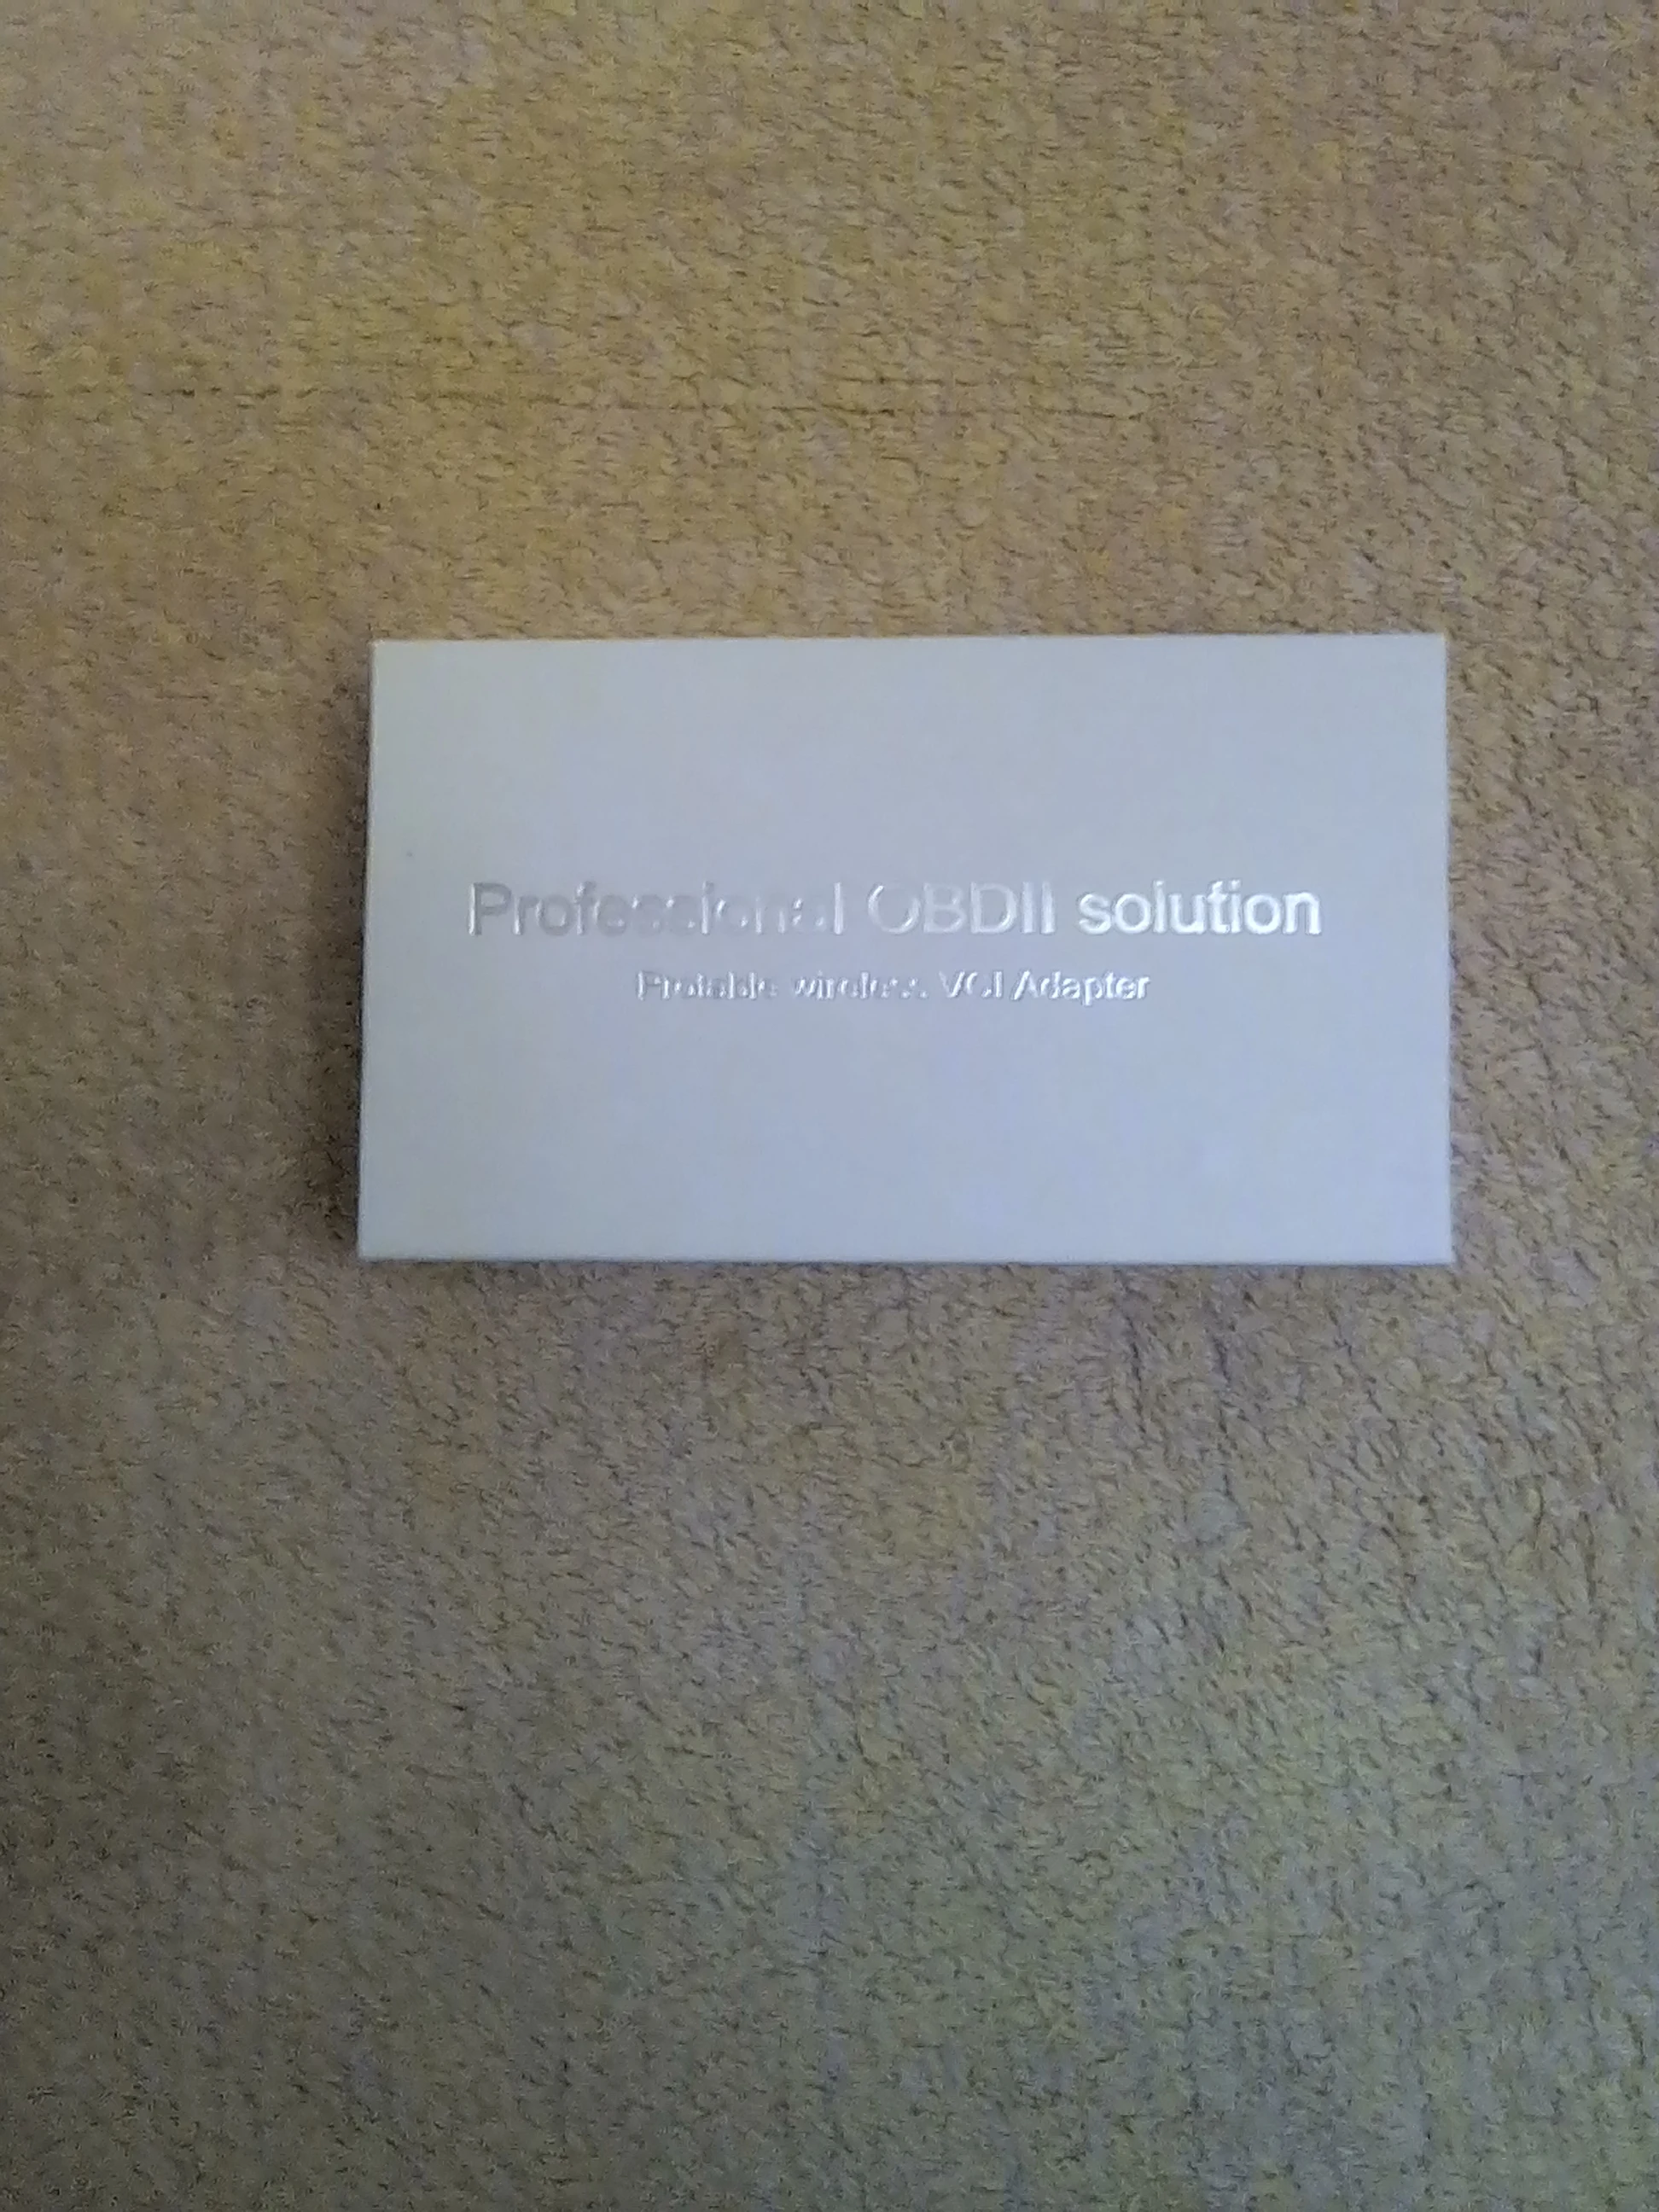 Professional OBDII solution
Protable wireless VCI Adapter